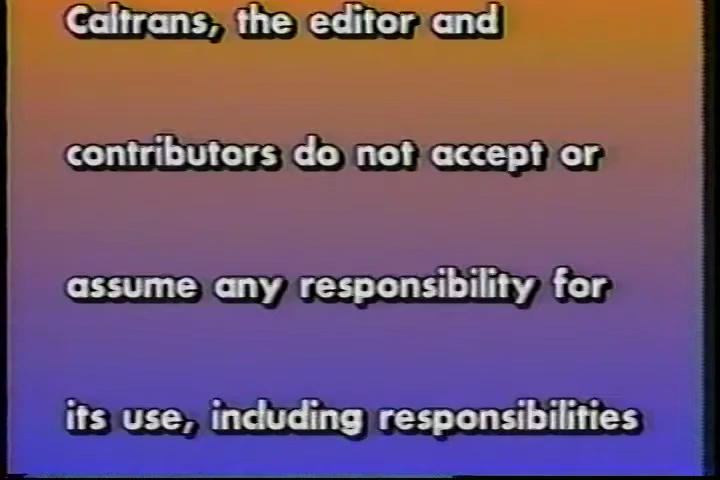 Caltrans, the editor and
contributors do not accept or
assume any responsibility for
its use, including responsibilities